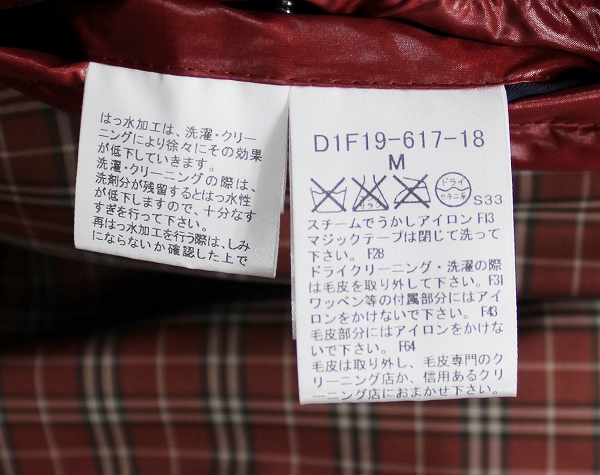 はっ水加工は、洗濯・クリー
ニングにより徐々にその効果
が低下していきます。
洗濯・クリーニングの際は、
洗剤分が残留するとはっ水性
が低下しますので、十分なす
すぎを行って下さい。
再はっ水加工を行う際は、しみ
にならないか確認した上で
D1F19-617-18
M
エンソサラシ
ドライ
セキユ系
S33
スチームでうかしアイロン F13
マジックテープは閉じて洗って
下さい。 F28
ドライクリーニング・洗濯の際
は毛皮を取り外して下さい。F31
ワッペン等の付属部分にはアイ
ロンをかけないで下さい。 F43
毛皮部分にはアイロンをかけな
いで下さい。 F64
毛皮は取り外し、毛皮専門のク
リーニング店か、信用あるクリ
ーニング店におまかせ下さい。